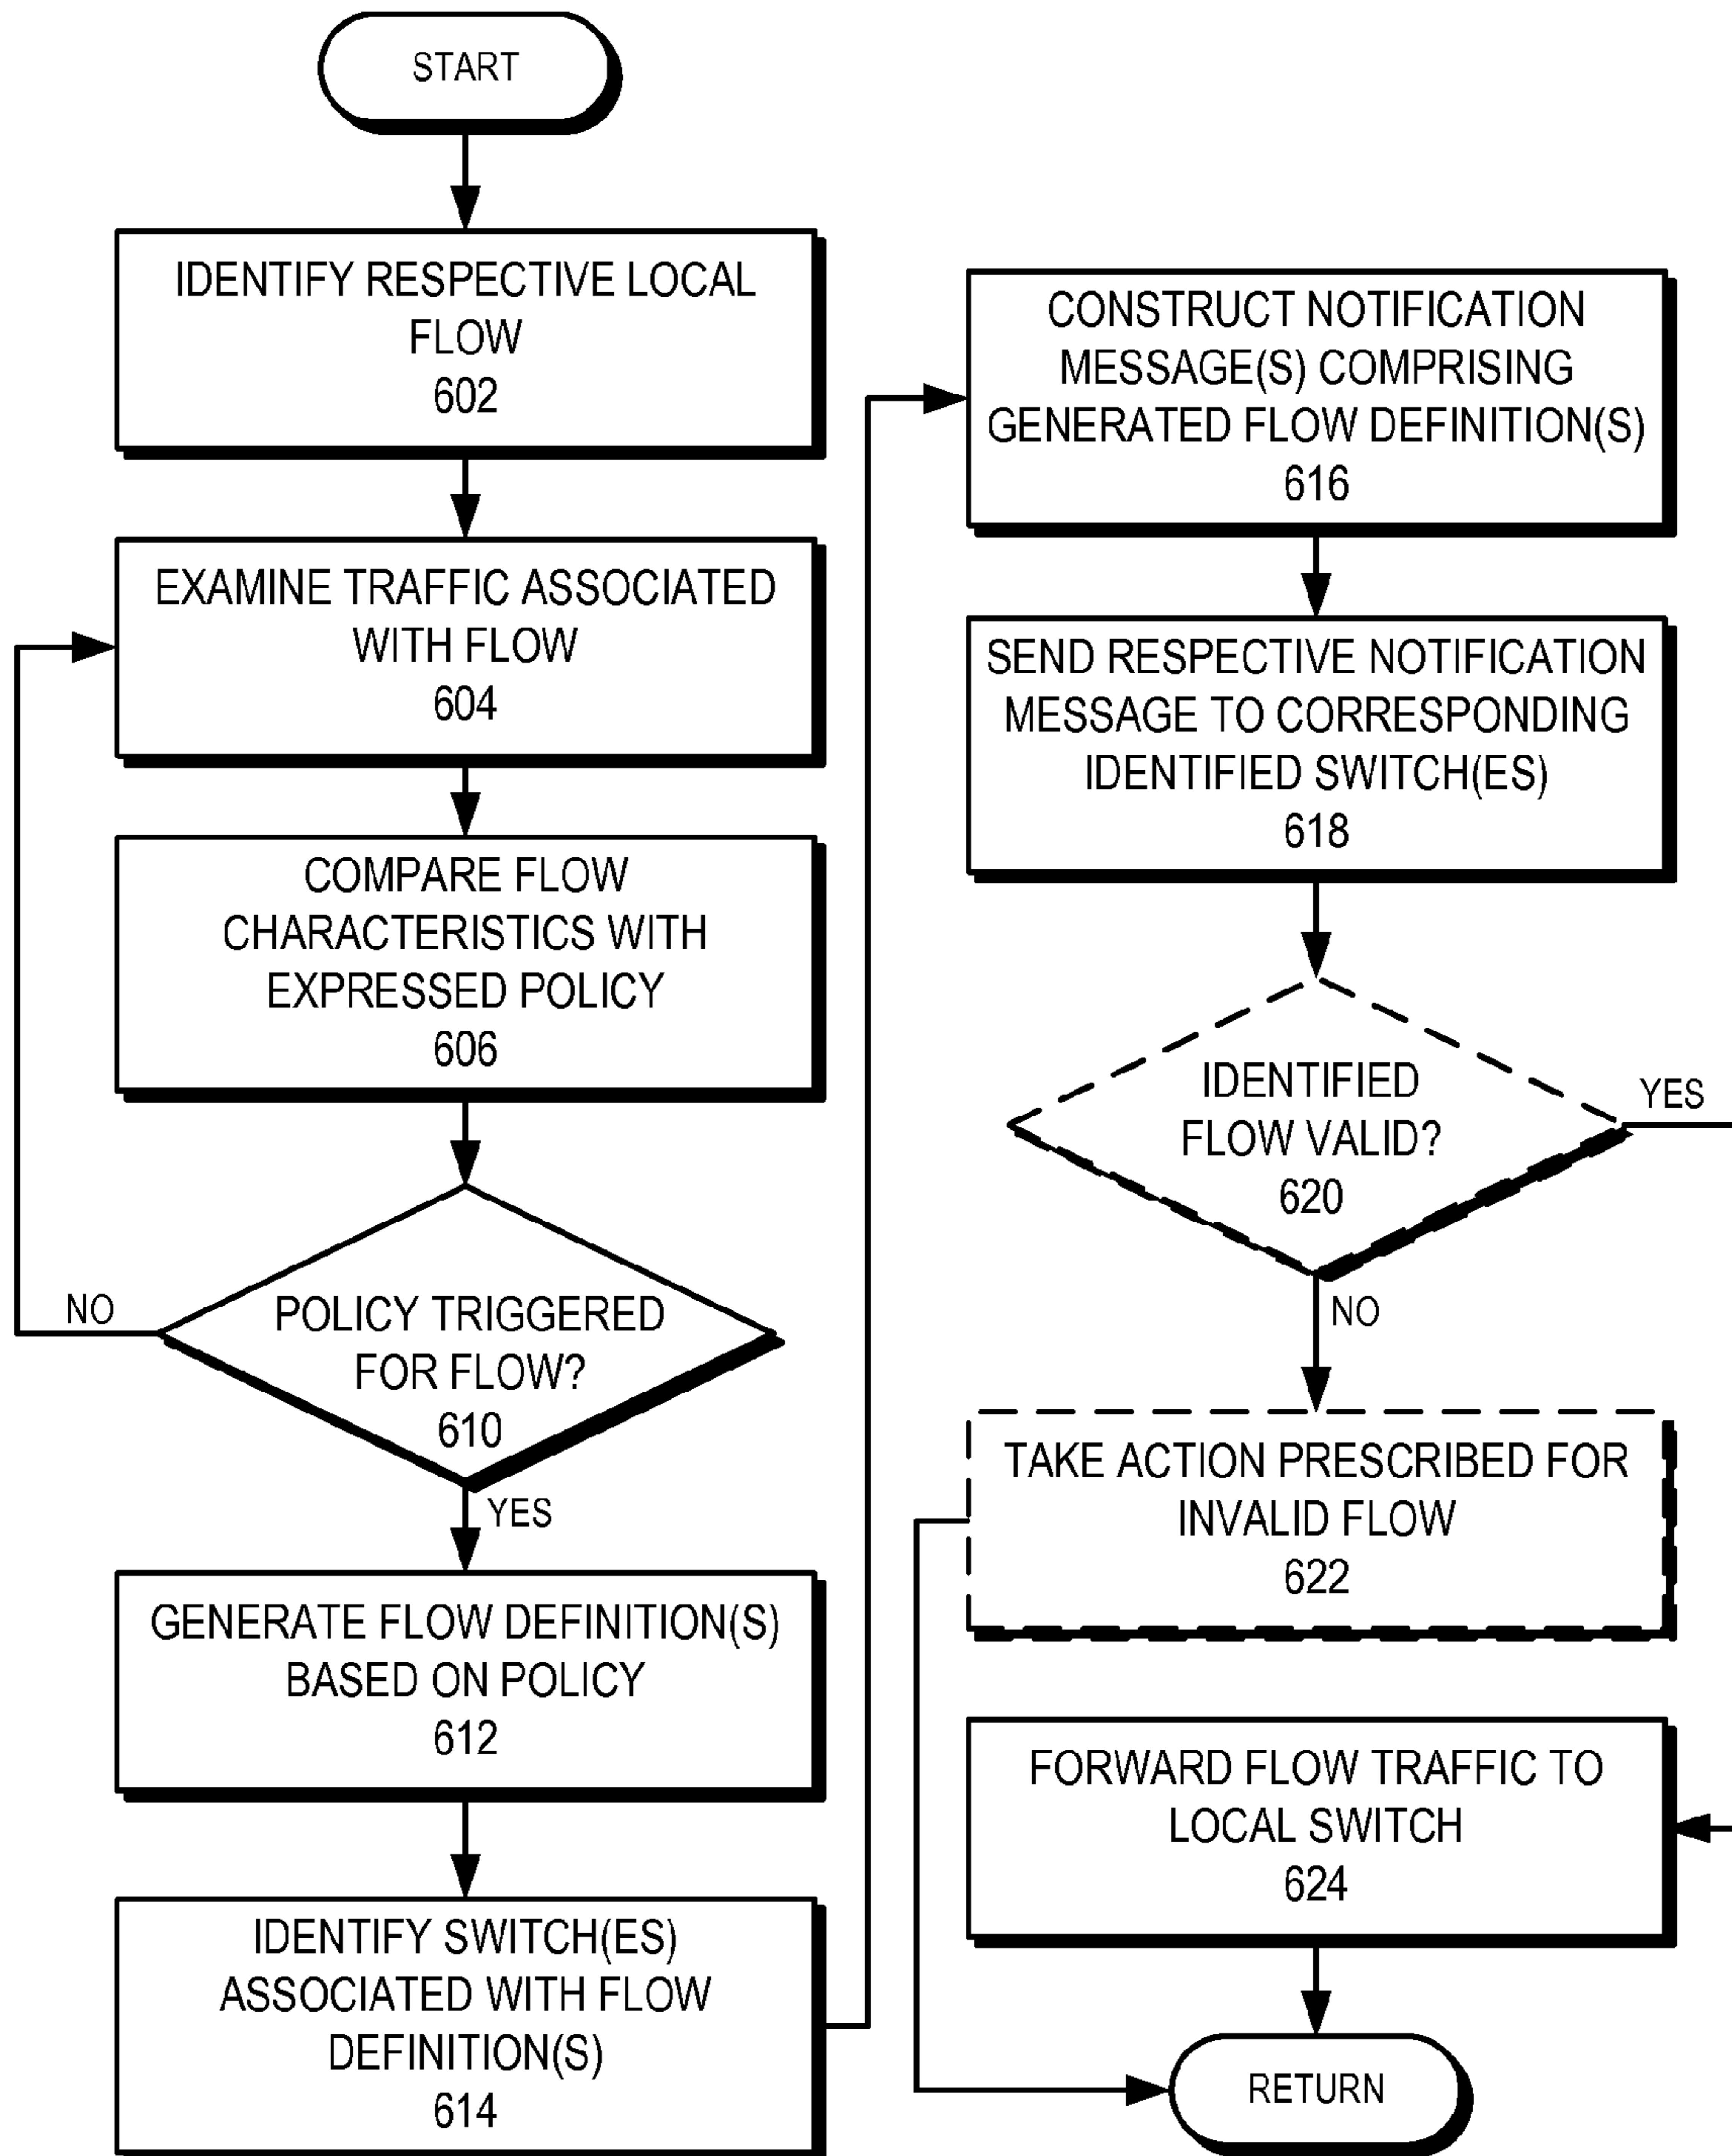 START
IDENTIFY RESPECTIVE LOCAL
FLOW
602
EXAMINE TRAFFIC ASSOCIATED
WITH FLOW
604
COMPARE FLOW
CHARACTERISTICS WITH
EXPRESSED POLICY
606
NO
POLICY TRIGGERED
FOR FLOW?
610
YES
GENERATE FLOW DEFINITION(S)
BASED ON POLICY
612
IDENTIFY SWITCH(ES)
ASSOCIATED WITH FLOW
DEFINITION(S)
614
CONSTRUCT NOTIFICATION
MESSAGE(S) COMPRISING
GENERATED FLOW DEFINITION(S)
616
SEND RESPECTIVE NOTIFICATION
MESSAGE TO CORRESPONDING
IDENTIFIED SWITCH(ES)
618
IDENTIFIED
FLOW VALID?
620
YES
NO
TAKE ACTION PRESCRIBED FOR
INVALID FLOW
622
FORWARD FLOW TRAFFIC TO
LOCAL SWITCH
624
RETURN